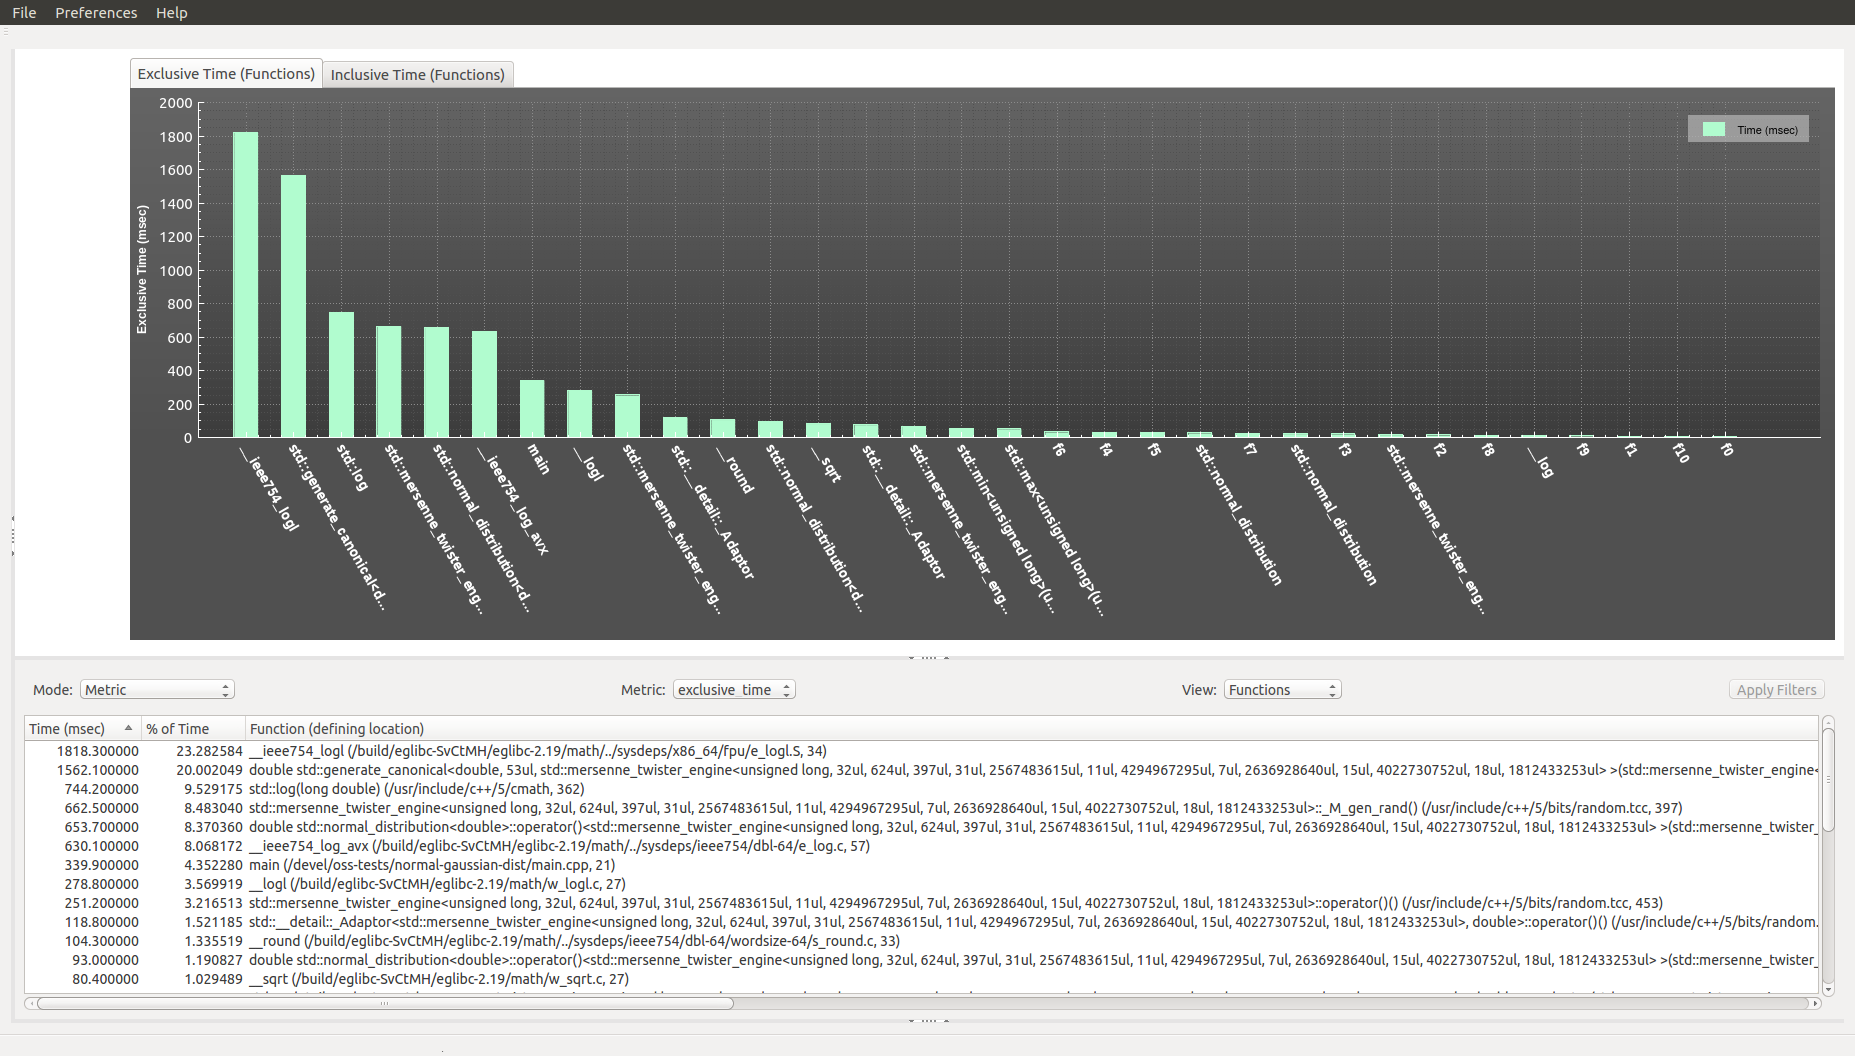 File Preferences Help
Exclusive Time (Functions) Inclusive Time (Functions)
2000
1800
1600
1400
1200
1000
800
600
400
200
0
Exclusive Time (msec)
Time (msec)
__ieee754_logl
std::generate_canonical<d...
std::log
std::mersenne_twister_eng...
std::normal_distribution<d...
__ieee754_log_avx
main
__logl
std::mersenne_twister_eng...
std::__detail::_Adaptor
__round
std::normal_distribution<d...
__sqrt
std::__detail::_Adaptor
std::mersenne_twister_eng...
std::min<unsigned long>(u...
std::max<unsigned long>(u...
f6
f4
f5
std::normal_distribution
f7
std::normal_distribution
f3
std::mersenne_twister_eng...
f2
f8
__log
f9
f1
f10
f0
Mode: Metric Metric: exclusive_time View: Functions Apply Filters
Time (msec) % of Time Function (defining location)
1818.300000 23.282584 __ieee754_logl (/build/eglibc-SvCtMH/eglibc-2.19/math/../sysdeps/x86_64/fpu/e_logl.S, 34)
1562.100000 20.002049 double std::generate_canonical<double, 53ul, std::mersenne_twister_engine<unsigned long, 32ul, 624ul, 397ul, 31ul, 2567483615ul, 11ul, 4294967295ul, 7ul, 2636928640ul, 15ul, 4022730752ul, 18ul, 1812433253ul> >(std::mersenne_twister_engine<
744.200000 9.529175 std::log(long double) (/usr/include/c++/5/cmath, 362)
662.500000 8.483040 std::mersenne_twister_engine<unsigned long, 32ul, 624ul, 397ul, 31ul, 2567483615ul, 11ul, 4294967295ul, 7ul, 2636928640ul, 15ul, 4022730752ul, 18ul, 1812433253ul>::_M_gen_rand() (/usr/include/c++/5/bits/random.tcc, 397)
653.700000 8.370360 double std::normal_distribution<double>::operator()<std::mersenne_twister_engine<unsigned long, 32ul, 624ul, 397ul, 31ul, 2567483615ul, 11ul, 4294967295ul, 7ul, 2636928640ul, 15ul, 4022730752ul, 18ul, 1812433253ul> >(std::mersenne_twister_
630.100000 8.068172 __ieee754_log_avx (/build/eglibc-SvCtMH/eglibc-2.19/math/../sysdeps/ieee754/dbl-64/e_log.c, 57)
339.900000 4.352280 main (/devel/oss-tests/normal-gaussian-dist/main.cpp, 21)
278.800000 3.569919 __logl (/build/eglibc-SvCtMH/eglibc-2.19/math/w_logl.c, 27)
251.200000 3.216513 std::mersenne_twister_engine<unsigned long, 32ul, 624ul, 397ul, 31ul, 2567483615ul, 11ul, 4294967295ul, 7ul, 2636928640ul, 15ul, 4022730752ul, 18ul, 1812433253ul>::operator()() (/usr/include/c++/5/bits/random.tcc, 453)
118.800000 1.521185 std::__detail::_Adaptor<std::mersenne_twister_engine<unsigned long, 32ul, 624ul, 397ul, 31ul, 2567483615ul, 11ul, 4294967295ul, 7ul, 2636928640ul, 15ul, 4022730752ul, 18ul, 1812433253ul>, double>::operator()() (/usr/include/c++/5/bits/random.
104.300000 1.335519 __round (/build/eglibc-SvCtMH/eglibc-2.19/math/../sysdeps/ieee754/dbl-64/wordsize-64/s_round.c, 33)
93.000000 1.190827 double std::normal_distribution<double>::operator()<std::mersenne_twister_engine<unsigned long, 32ul, 624ul, 397ul, 31ul, 2567483615ul, 11ul, 4294967295ul, 7ul, 2636928640ul, 15ul, 4022730752ul, 18ul, 1812433253ul> >(std::mersenne_twister_
80.400000 1.029489 __sqrt (/build/eglibc-SvCtMH/eglibc-2.19/math/w_sqrt.c, 27)